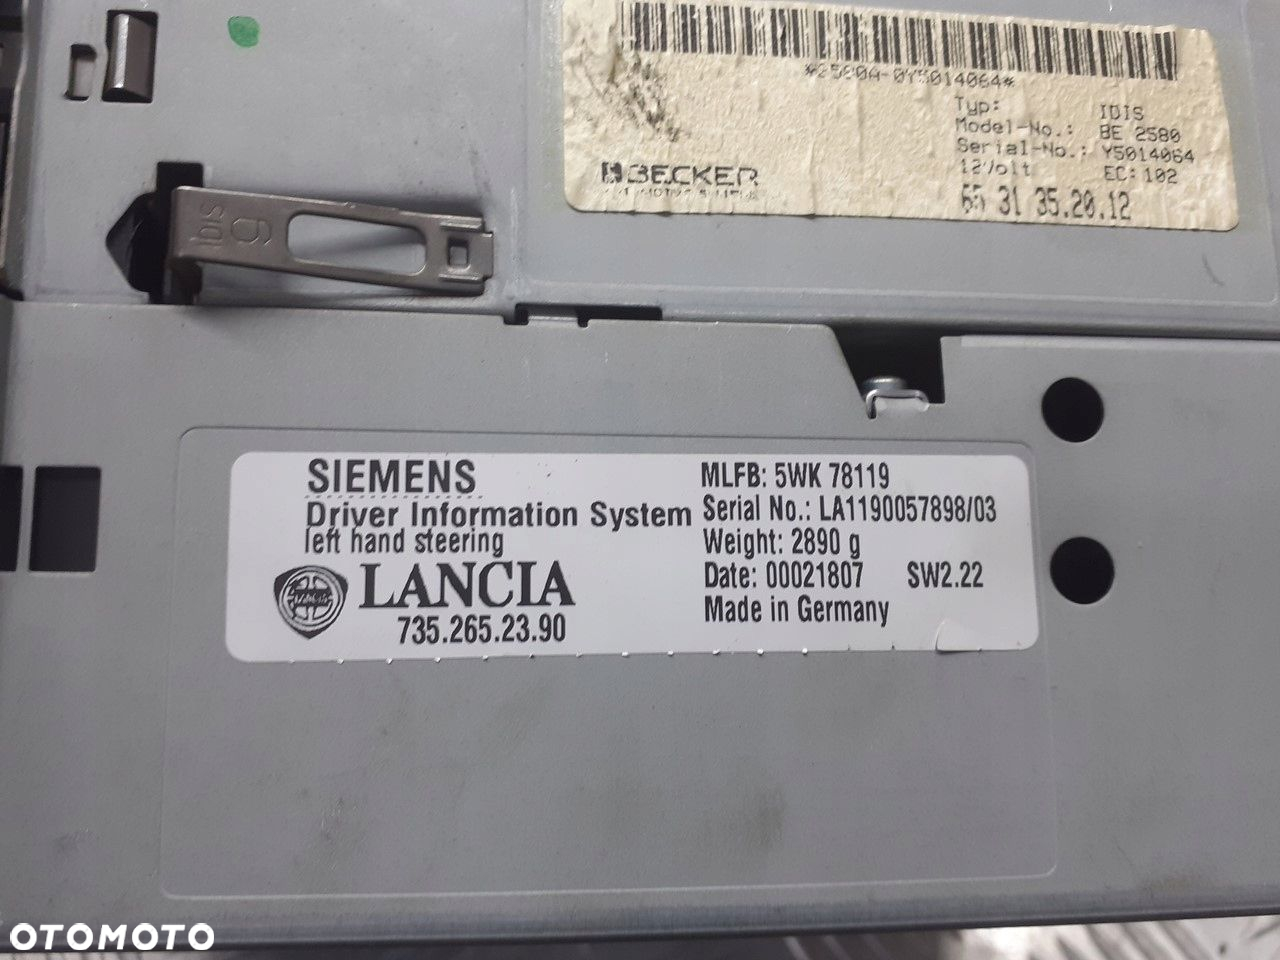 *2580A-0Y5014064*
Typ: IDIS
Model-No.: BE 2580
Serial-No.: Y5014064
12Volt EC:102
BECKER
65 31 35.20.12
IDIS
9
SIEMENS
Driver Information System
left hand steering
LANCIA
LANCIA
735.265.23.90
MLFB: 5WK 78119
Serial No.: LA1190057898/03
Weight: 2890 g
Date: 00021807 SW2.22
Made in Germany
OTOMOTO